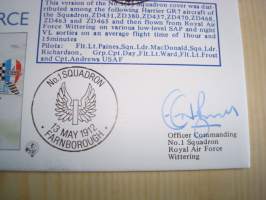 This version of the No.1(F) Squadron cover was dist-
ributed among the following Harrier GR7 aircraft of
the Squadron,ZD431,ZD380,ZD437,ZD470,ZD468,
ZD463 and ZD465 and then flown from Royal Air
Force Wittering on various low-level SAP and night
VL sorties on an average flight time of 1hour and
15minutes
Pilots: Flt.Lt.Paines,Sqn.Ldr.MacDonald,Sqn.Ldr.
Richardson, Grp.Cpt.Day,Flt.Lt.Ward,Flt.Lt.Froot
and Cpt.Andrews USAF
RCE
No.1 SQUADRON
13 MAY 1912
FARNBOROUGH
Officer Commanding
No.1 Squadron
Royal Air Force
Wittering